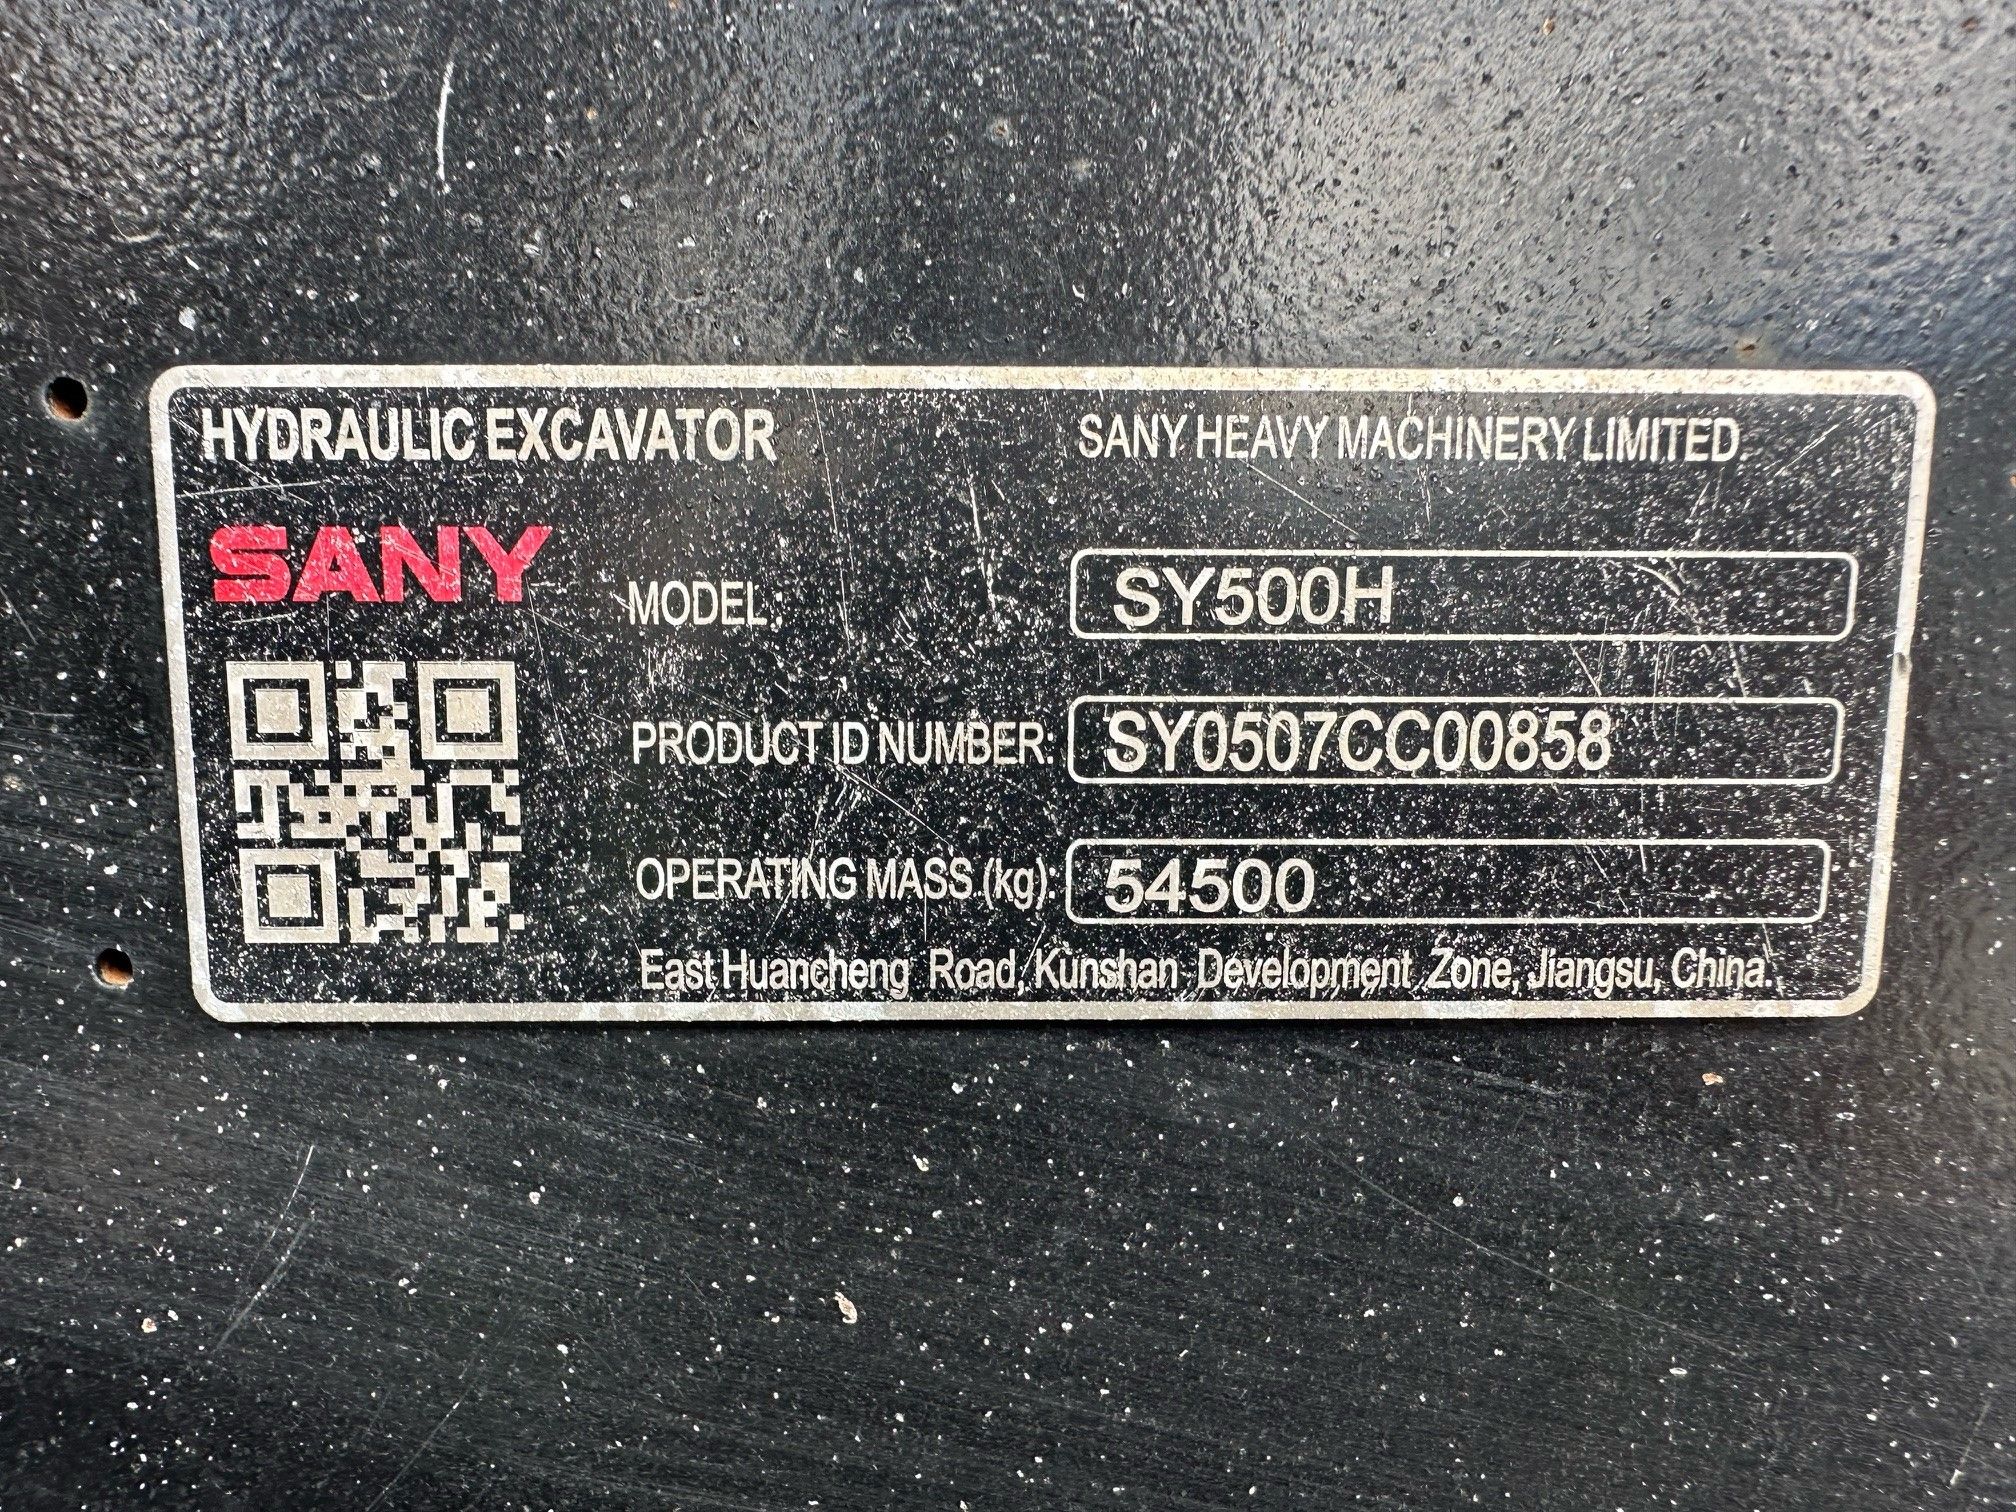 HYDRAULIC EXCAVATOR
SANY HEAVY MACHINERY LIMITED.
SANY
MODEL: SY500H
PRODUCT ID NUMBER: SY0507CC00858
OPERATING MASS (kg): 54500
East Huancheng Road, Kunshan Development Zone, Jiangsu, China.